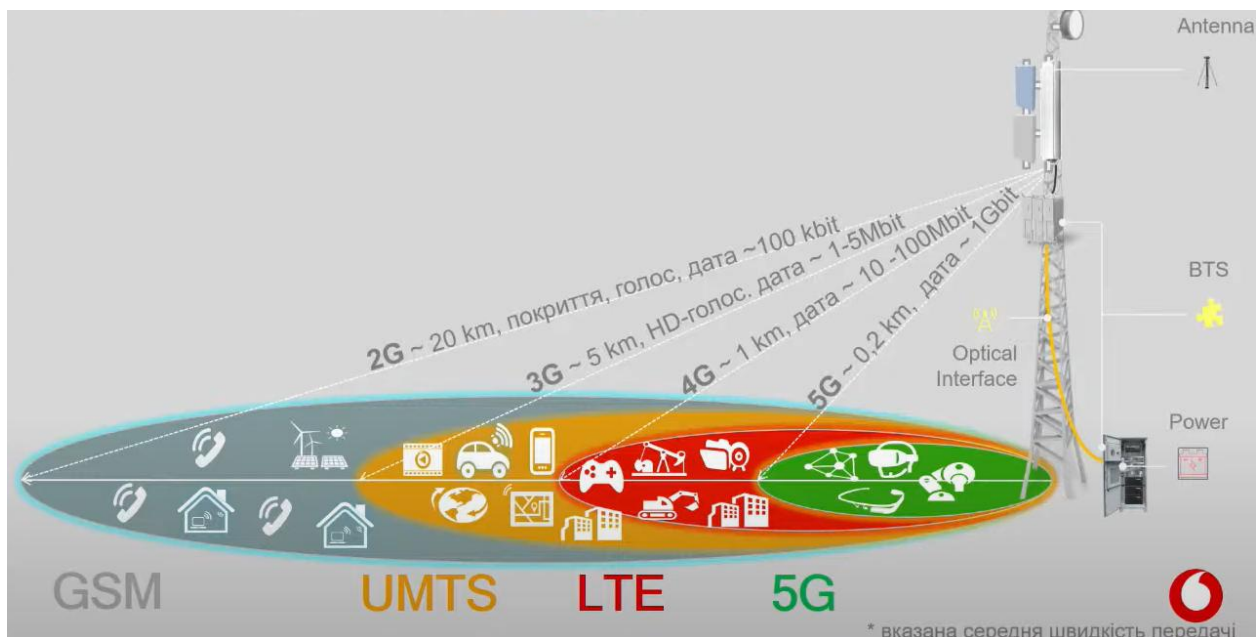 Antenna
2G ~ 20 km, покриття, голос, дата ~100 kbit
3G ~ 5 km, HD-голос. дата ~ 1-5Mbit
4G ~ 1 km, дата ~ 10 -100Mbit
5G ~ 0,2 km, дата ~ 1Gbit
BTS
Optical
Interface
Power
GSM
UMTS
LTE
5G
* вказана середня швидкість передачі